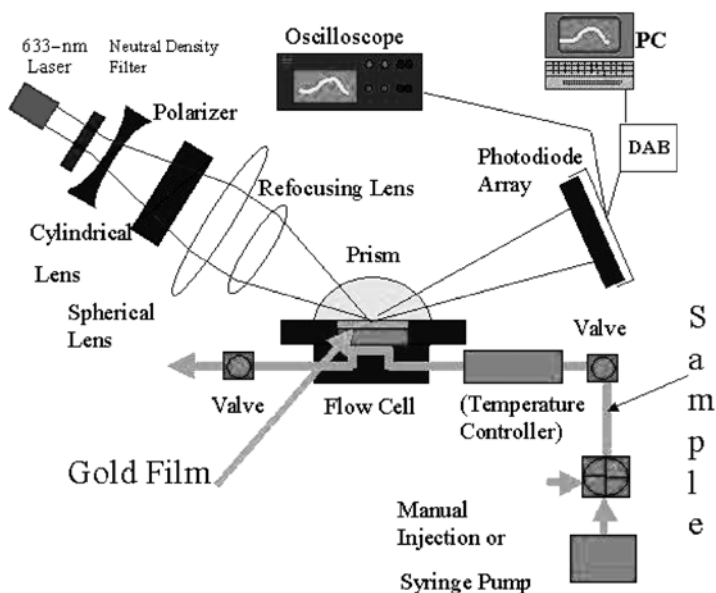 633-nm
Laser
Neutral Density
Filter
Polarizer
Oscilloscope
PC
DAB
Photodiode
Array
Refocusing Lens
Cylindrical
Lens
Spherical
Lens
Prism
Valve
Flow Cell
(Temperature
Controller)
Valve
Sample
Gold Film
Manual
Injection or
Syringe Pump